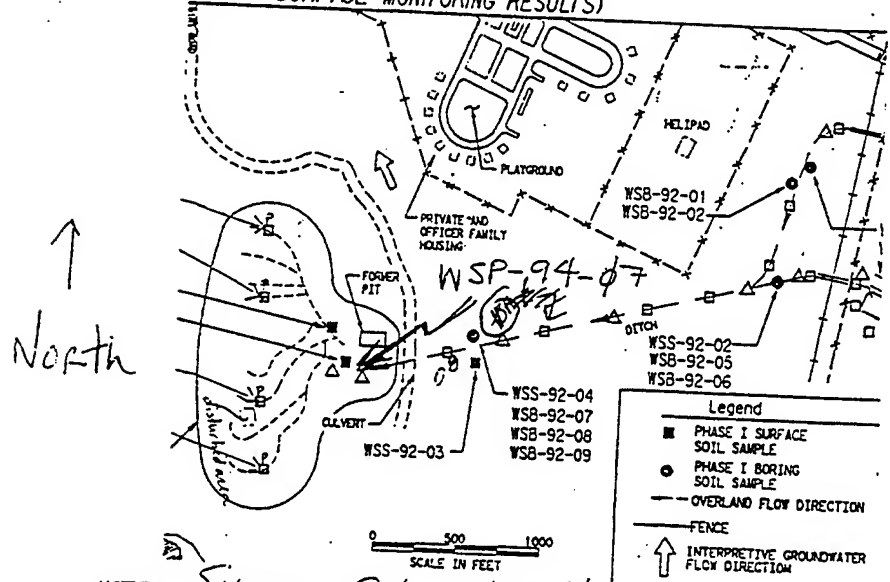 MONITORING RESULTS)
PLAYGROUND
HELIPAD
PRIVATE AND
OFFICER FAMILY
HOUSING
WSB-92-01
WSB-92-02
North
FORMER
PIT
WSP-94-07
DITCH
WSS-92-02
WSB-92-05
WSB-92-06
P
P
P
P
disturbed area
CULVERT
WSS-92-03
WSS-92-04
WSB-92-07
WSB-92-08
WSB-92-09
Legend
PHASE I SURFACE
SOIL SAMPLE
PHASE I BORING
SOIL SAMPLE
OVERLAND FLOW DIRECTION
FENCE
INTERPRETIVE GROUNDWATER
FLOW DIRECTION
0 500 1000
SCALE IN FEET